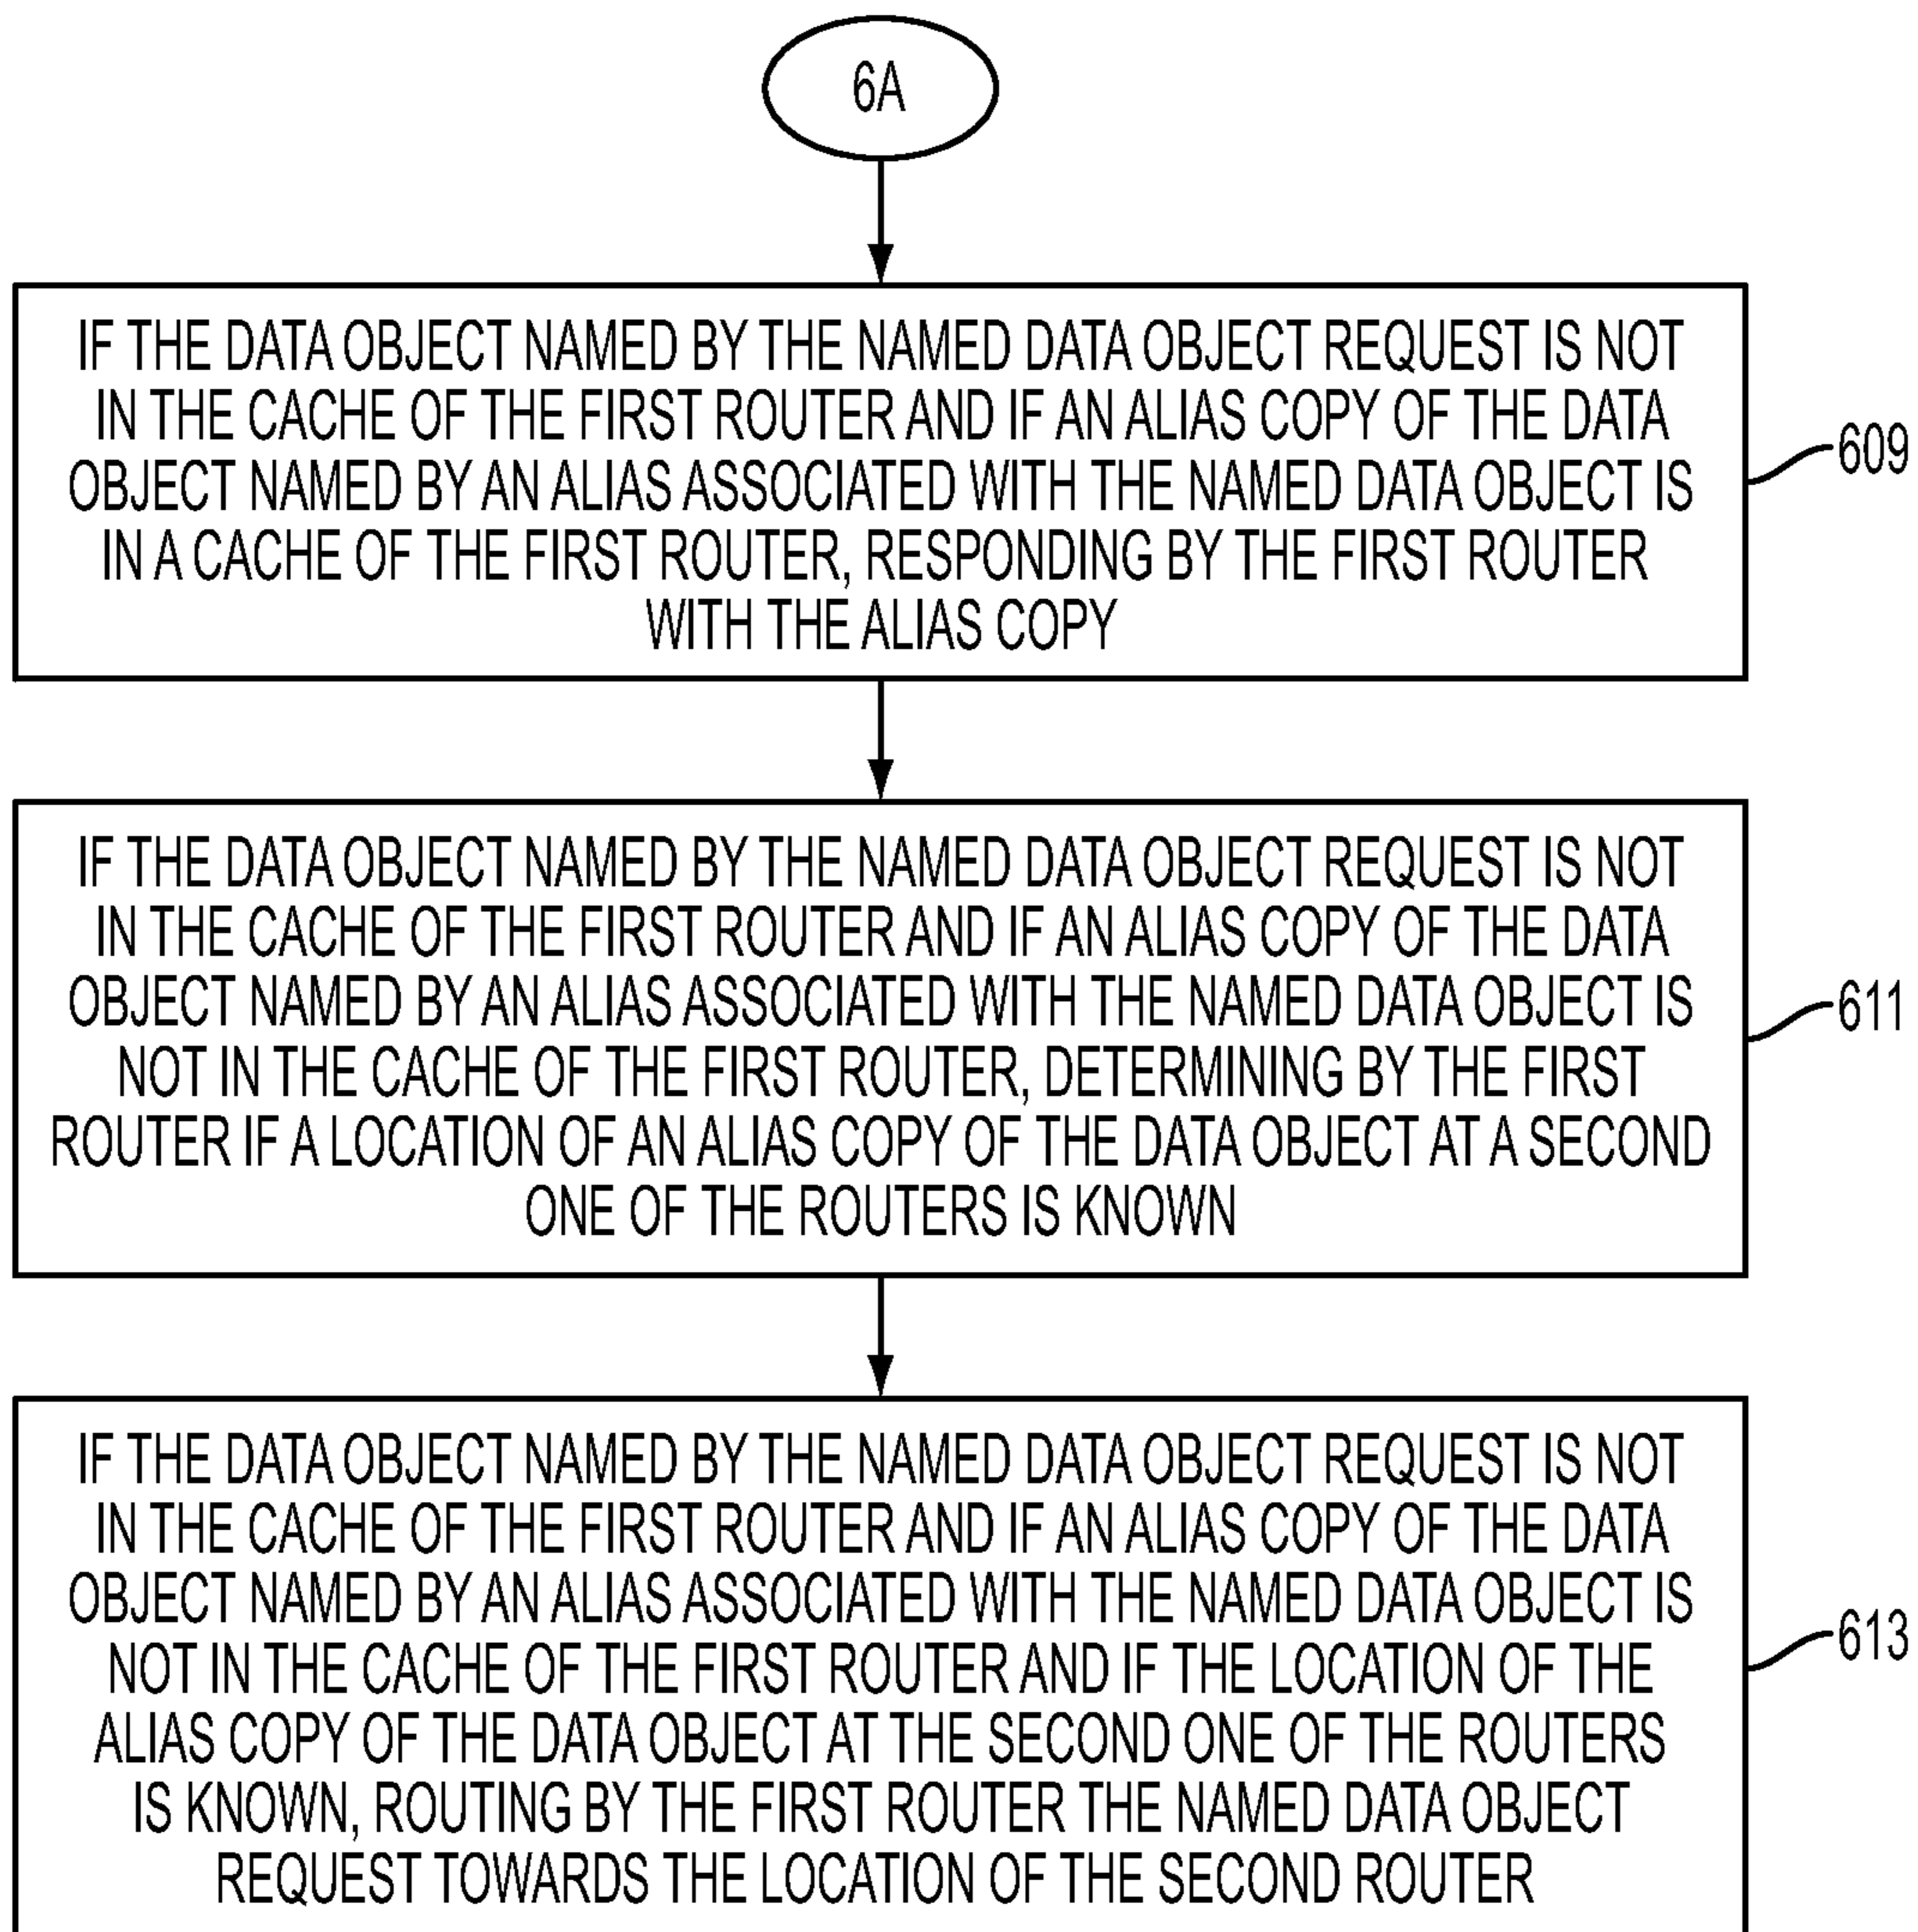 6A
IF THE DATA OBJECT NAMED BY THE NAMED DATA OBJECT REQUEST IS NOT
IN THE CACHE OF THE FIRST ROUTER AND IF AN ALIAS COPY OF THE DATA
OBJECT NAMED BY AN ALIAS ASSOCIATED WITH THE NAMED DATA OBJECT IS
IN A CACHE OF THE FIRST ROUTER, RESPONDING BY THE FIRST ROUTER
WITH THE ALIAS COPY
609
IF THE DATA OBJECT NAMED BY THE NAMED DATA OBJECT REQUEST IS NOT
IN THE CACHE OF THE FIRST ROUTER AND IF AN ALIAS COPY OF THE DATA
OBJECT NAMED BY AN ALIAS ASSOCIATED WITH THE NAMED DATA OBJECT IS
NOT IN THE CACHE OF THE FIRST ROUTER, DETERMINING BY THE FIRST
ROUTER IF A LOCATION OF AN ALIAS COPY OF THE DATA OBJECT AT A SECOND
ONE OF THE ROUTERS IS KNOWN
611
IF THE DATA OBJECT NAMED BY THE NAMED DATA OBJECT REQUEST IS NOT
IN THE CACHE OF THE FIRST ROUTER AND IF AN ALIAS COPY OF THE DATA
OBJECT NAMED BY AN ALIAS ASSOCIATED WITH THE NAMED DATA OBJECT IS
NOT IN THE CACHE OF THE FIRST ROUTER AND IF THE LOCATION OF THE
ALIAS COPY OF THE DATA OBJECT AT THE SECOND ONE OF THE ROUTERS
IS KNOWN, ROUTING BY THE FIRST ROUTER THE NAMED DATA OBJECT
REQUEST TOWARDS THE LOCATION OF THE SECOND ROUTER
613